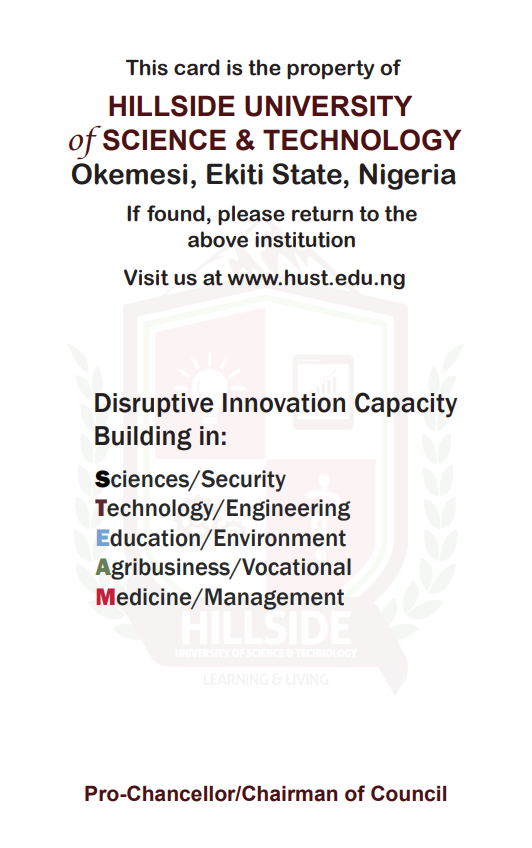 This card is the property of
HILLSIDE UNIVERSITY
of SCIENCE & TECHNOLOGY
Okemesi, Ekiti State, Nigeria
If found, please return to the
above institution
Visit us at www.hust.edu.ng
Disruptive Innovation Capacity
Building in:
Sciences/Security
Technology/Engineering
Education/Environment
Agribusiness/Vocational
Medicine/Management
HILLSIDE
UNIVERSITY OF SCIENCE & TECHNOLOGY
LEARNING & LIVING
Pro-Chancellor/Chairman of Council